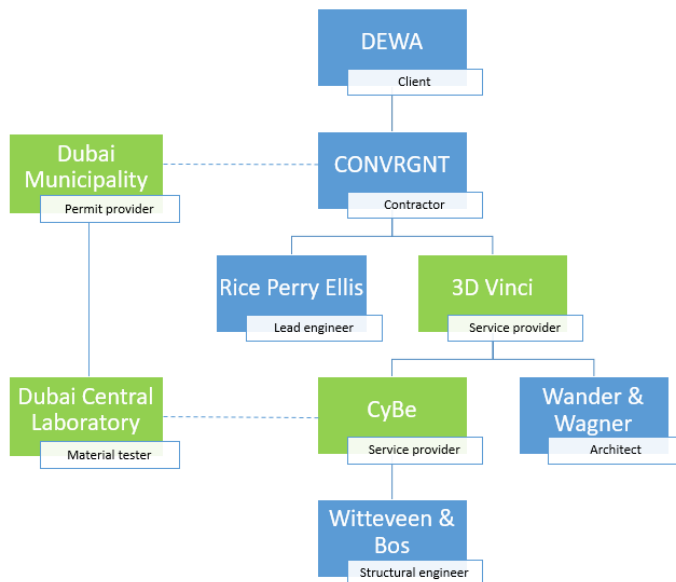 DEWA
Client
Dubai
Municipality
Permit provider
CONVRGNT
Contractor
Rice Perry Ellis
Lead engineer
3D Vinci
Service provider
Dubai Central
Laboratory
Material tester
CyBe
Service provider
Wander &
Wagner
Architect
Witteveen &
Bos
Structural engineer